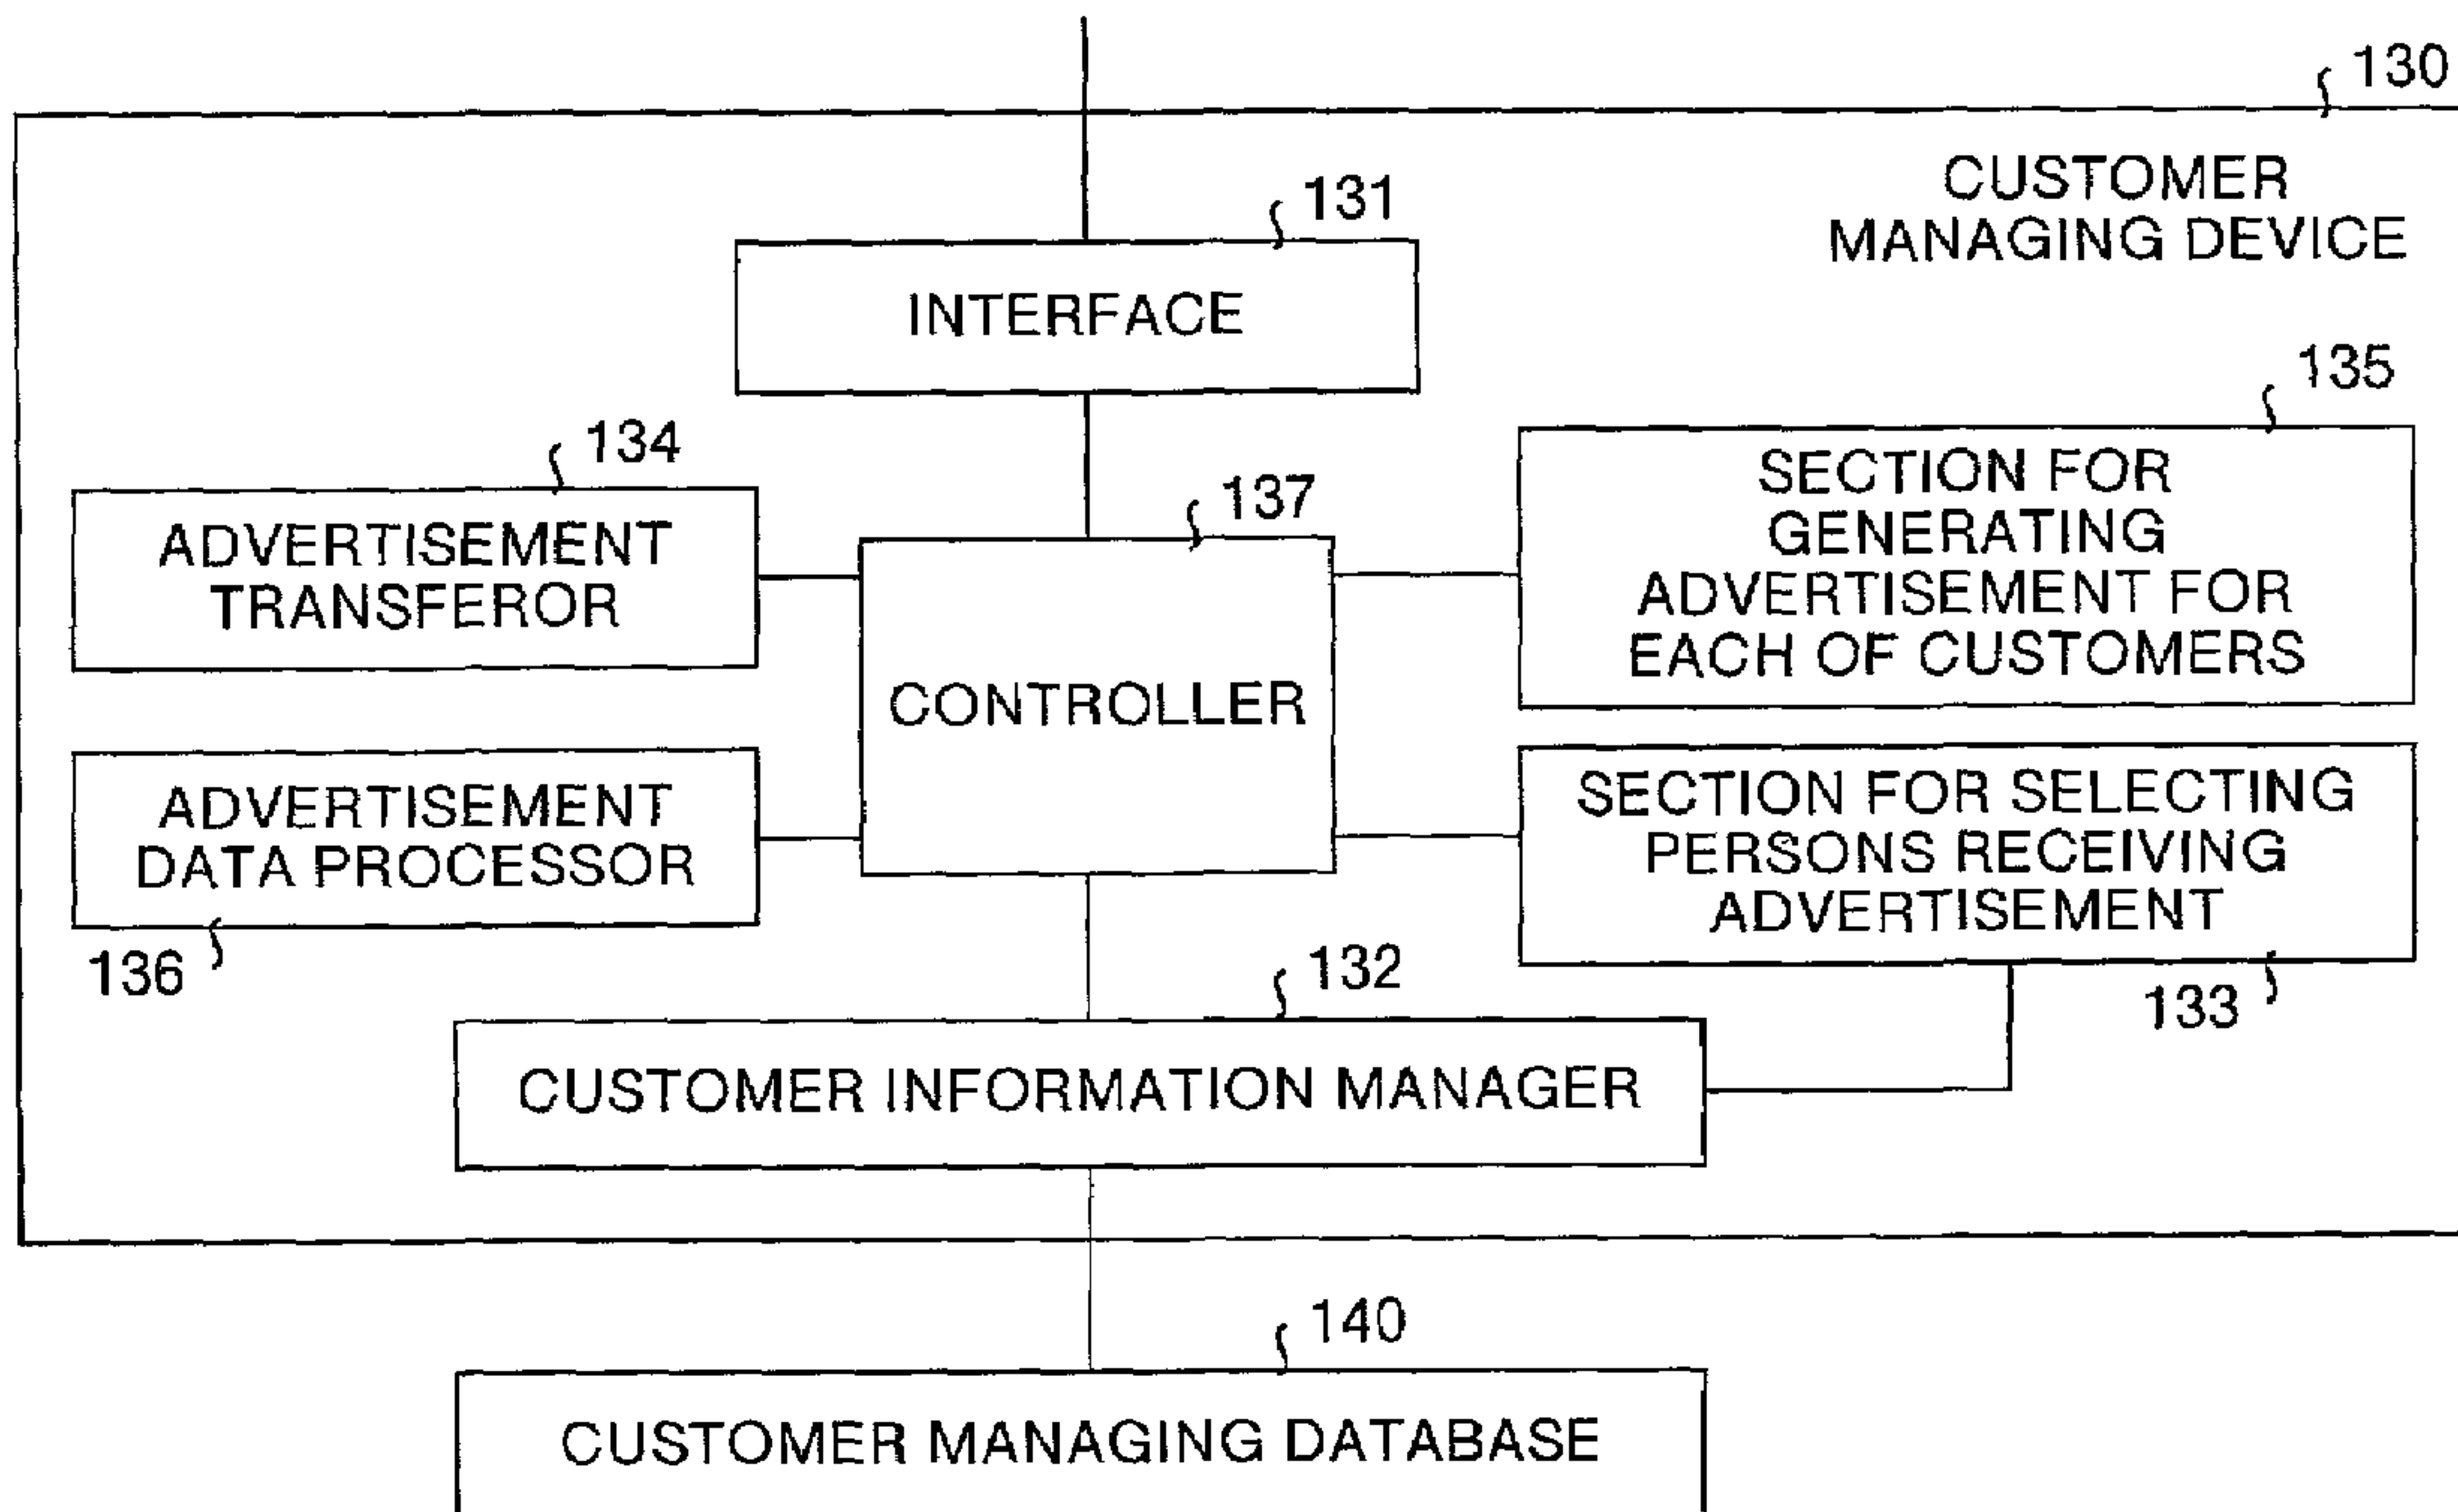 130
CUSTOMER
MANAGING DEVICE
131
INTERFACE
135
SECTION FOR
GENERATING
ADVERTISEMENT FOR
EACH OF CUSTOMERS
134
ADVERTISEMENT
TRANSFEROR
137
CONTROLLER
ADVERTISEMENT
DATA PROCESSOR
136
SECTION FOR SELECTING
PERSONS RECEIVING
ADVERTISEMENT
133
132
CUSTOMER INFORMATION MANAGER
140
CUSTOMER MANAGING DATABASE